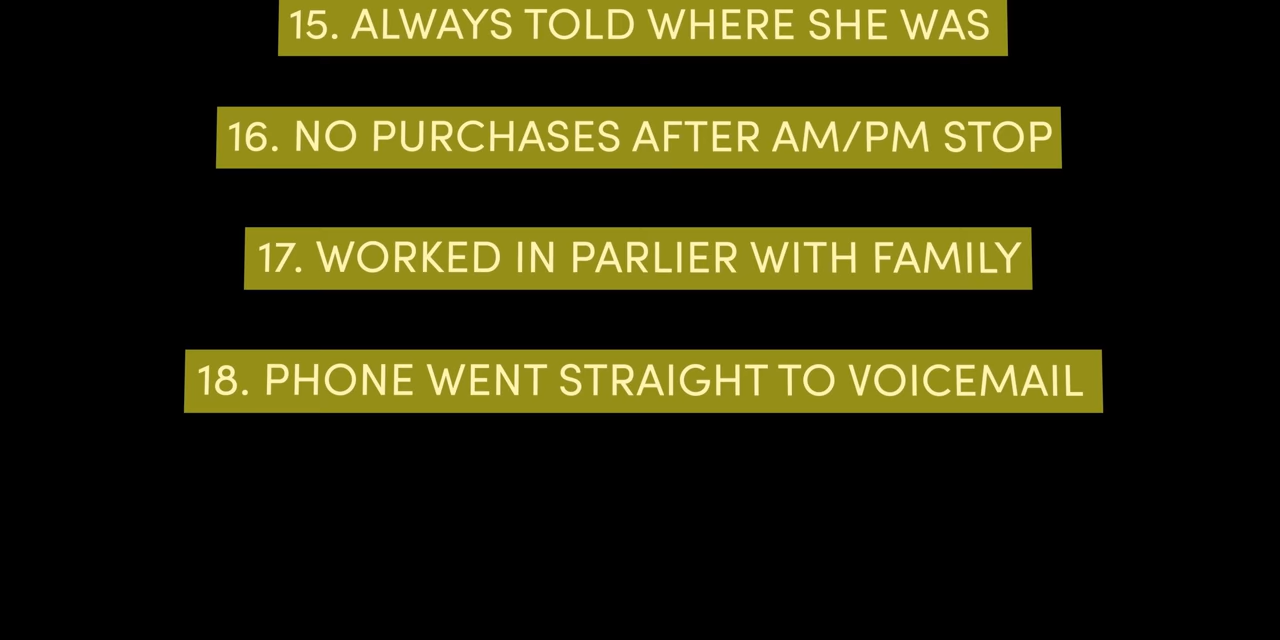 15. ALWAYS TOLD WHERE SHE WAS
16. NO PURCHASES AFTER AM/PM STOP
17. WORKED IN PARLIER WITH FAMILY
18. PHONE WENT STRAIGHT TO VOICEMAIL